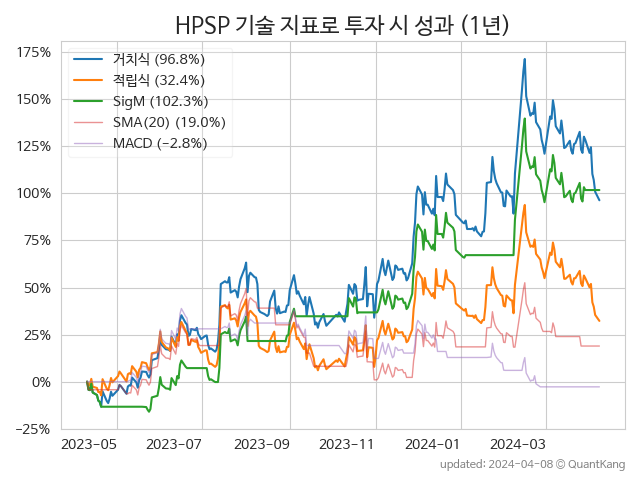 HPSP 기술 지표로 투자 시 성과 (1년)
175%
150%
125%
100%
75%
50%
25%
0%
−25%
거치식 (96.8%)
적립식 (32.4%)
SigM (102.3%)
SMA(20) (19.0%)
MACD (−2.8%)
2023-05 2023-07 2023-09 2023-11 2024-01 2024-03
updated: 2024-04-08 © QuantKang